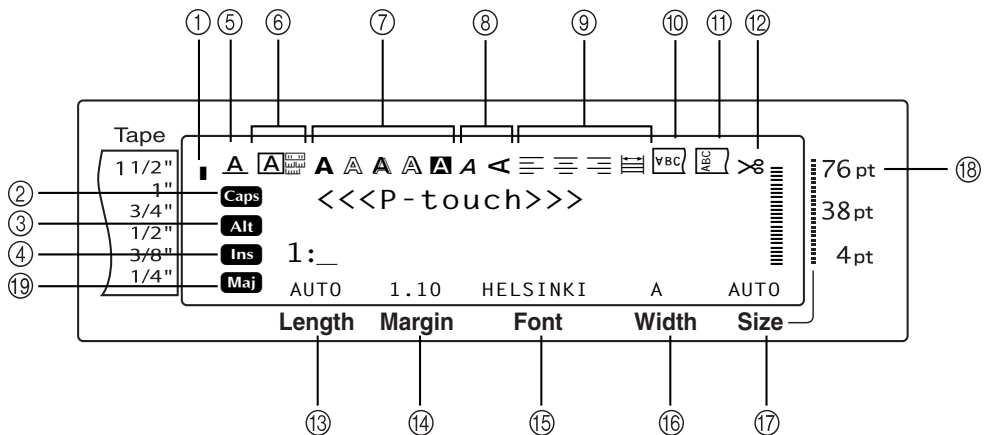 ① ⑤ ⑥ ⑦ ⑧ ⑨ ⑩ ⑪ ⑫
Tape
1 1/2"
1"
3/4"
1/2"
3/8"
1/4"
② ③ ④ ⑲
A A A A A A A A A ABC ABC
Caps
Alt
Ins
Maj
<<<P-touch>>>
1:_
AUTO 1.10 HELSINKI A AUTO
Length Margin Font Width Size
76 pt
38 pt
4 pt
⑱
⑬ ⑭ ⑮ ⑯ ⑰